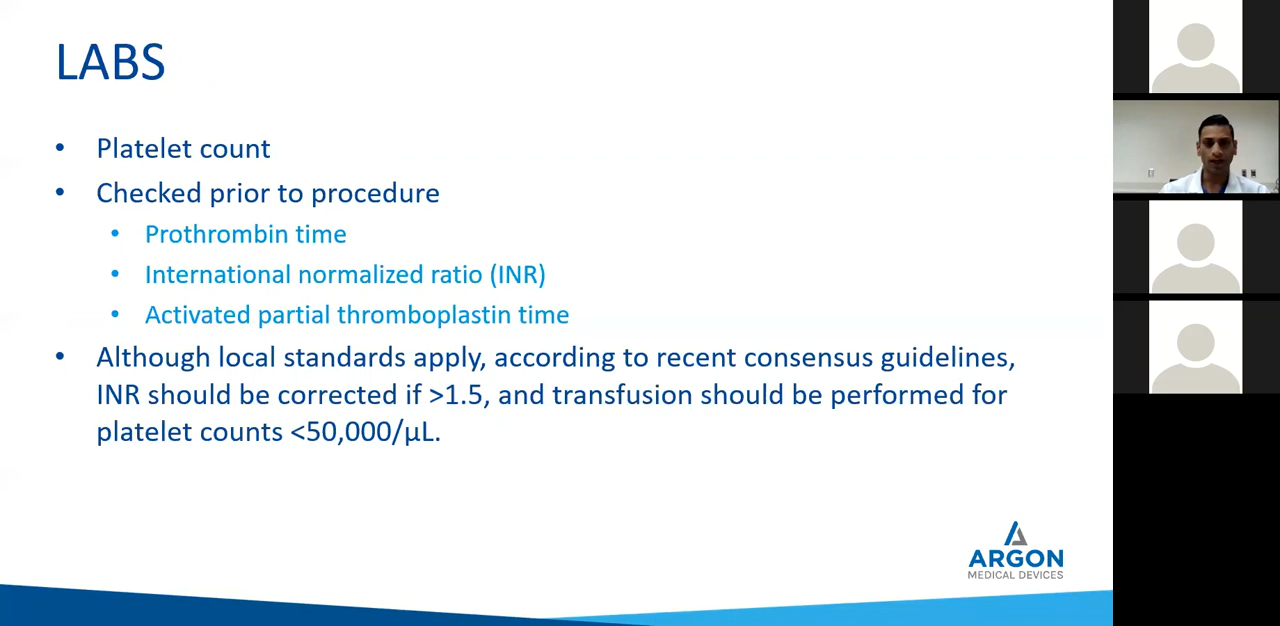 LABS
• Platelet count
• Checked prior to procedure
• Prothrombin time
• International normalized ratio (INR)
• Activated partial thromboplastin time
• Although local standards apply, according to recent consensus guidelines,
INR should be corrected if >1.5, and transfusion should be performed for
platelet counts <50,000/µL.
ARGON
MEDICAL DEVICES